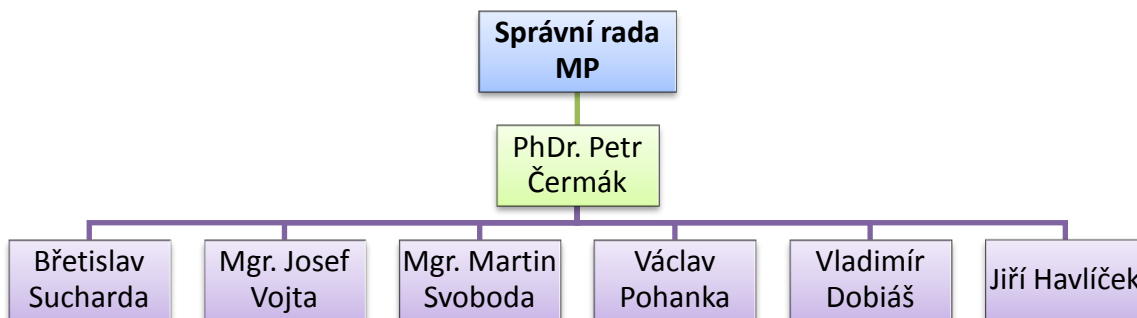 Správní rada
MP
PhDr. Petr
Čermák
Břetislav
Sucharda
Mgr. Josef
Vojta
Mgr. Martin
Svoboda
Václav
Pohanka
Vladimír
Dobiáš
Jiří Havlíček